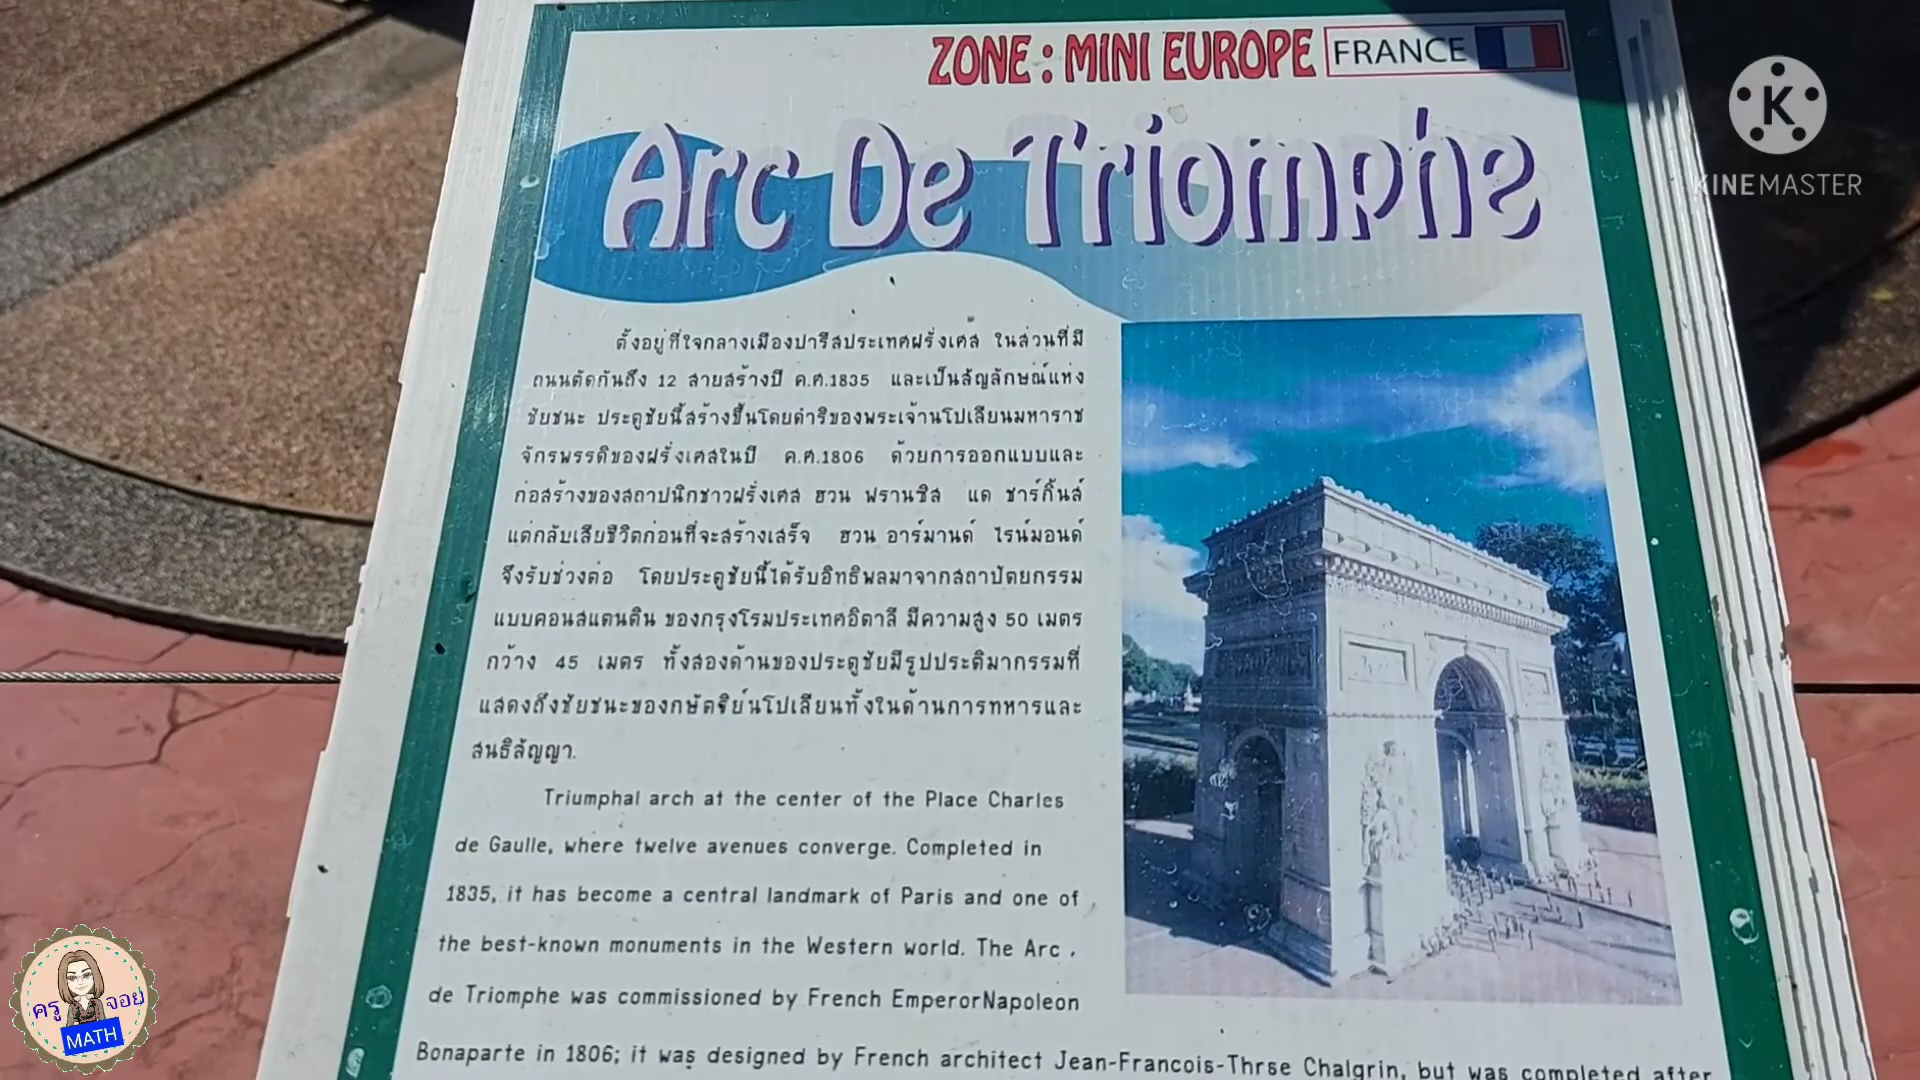 ZONE : MINI EUROPE FRANCE
Arc De Triomphe
ตั้งอยู่ที่ใจกลางเมืองปารีสประเทศฝรั่งเศส ในส่วนที่มี
ถนนตัดกันถึง 12 สายสร้างปี ค.ศ.1835 และเป็นสัญลักษณ์แห่ง
ชัยชนะ ประตูชัยนี้สร้างขึ้นโดยดำริของพระเจ้านโปเลียนมหาราช
จักรพรรดิของฝรั่งเศสในปี ค.ศ.1806 ด้วยการออกแบบและ
ก่อสร้างของสถาปนิกชาวฝรั่งเศส ฮวน ฟรานซิส แด ชาร์กิ้นส์
แต่กลับเสียชีวิตก่อนที่จะสร้างเสร็จ ฮวน อาร์มานด์ ไรน์มอนด์
จึงรับช่วงต่อ โดยประตูชัยนี้ได้รับอิทธิพลมาจากสถาปัตยกรรม
แบบคอนสแตนติน ของกรุงโรมประเทศอิตาลี มีความสูง 50 เมตร
กว้าง 45 เมตร ทั้งสองด้านของประตูชัยมีรูปประติมากรรมที่
แสดงถึงชัยชนะของกษัตริย์นโปเลียนทั้งในด้านการทหารและ
สนธิสัญญา.
Triumphal arch at the center of the Place Charles
de Gaulle, where twelve avenues converge. Completed in
1835, it has become a central landmark of Paris and one of
the best-known monuments in the Western world. The Arc .
de Triomphe was commissioned by French EmperorNapoleon
Bonaparte in 1806; it was designed by French architect Jean-Francois-Thrse Chalgrin, but was completed after
KINEMASTER
ครูจอย
MATH